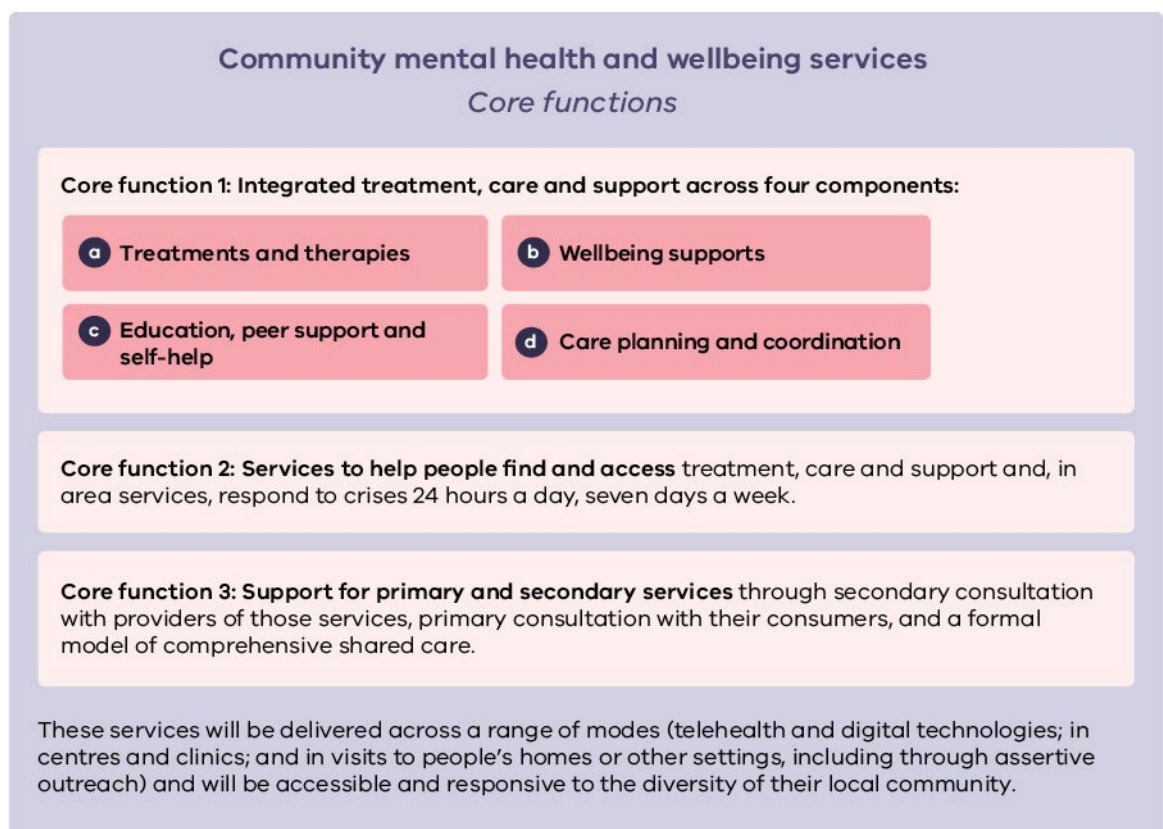 Community mental health and wellbeing services
Core functions
Core function 1: Integrated treatment, care and support across four components:
a Treatments and therapies
b Wellbeing supports
c Education, peer support and
self-help
d Care planning and coordination
Core function 2: Services to help people find and access treatment, care and support and, in
area services, respond to crises 24 hours a day, seven days a week.
Core function 3: Support for primary and secondary services through secondary consultation
with providers of those services, primary consultation with their consumers, and a formal
model of comprehensive shared care.
These services will be delivered across a range of modes (telehealth and digital technologies; in
centres and clinics; and in visits to people’s homes or other settings, including through assertive
outreach) and will be accessible and responsive to the diversity of their local community.